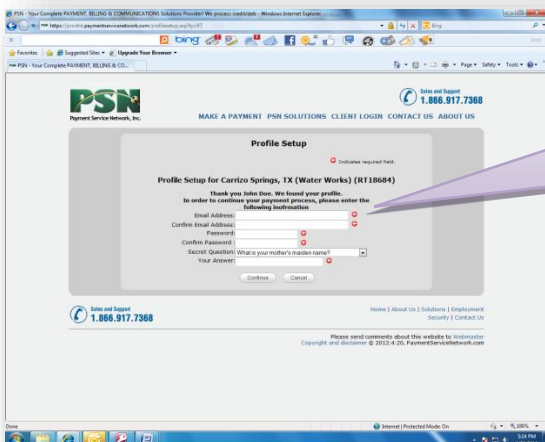 PSN - Your Complete PAYMENT, BILLING & COMMUNICATIONS Solutions Provider! We process credit/debit - Windows Internet Explorer
Bing
bing
Favorites
Suggested Sites
Upgrade Your Browser
PSN - Your Complete PAYMENT, BILLING & CO...
Page
Safety
Tools
PSN
Payment Service Network, Inc.
Sales and Support
1.866.917.7368
MAKE A PAYMENT PSN SOLUTIONS CLIENT LOGIN CONTACT US ABOUT US
Profile Setup
Indicates required field.
Profile Setup for Carrizo Springs, TX (Water Works) (RT18684)
Thank you John Doe. We found your profile.
In order to continue your payment process, please enter the
following inofrmation
Email Address:
Confirm Email Address:
Password:
Confirm Password :
Secret Question: What is your mother's maiden name?
Your Answer:
Continue Cancel
Sales and Support
1.866.917.7368
Home | About Us | Solutions | Employment
Security | Contact Us
Please send comments about this website to Webmaster
Copyright and disclaimer © 2012:4:20, PaymentServiceNetwork.com
Done
Internet | Protected Mode: On
100%
5:14 PM